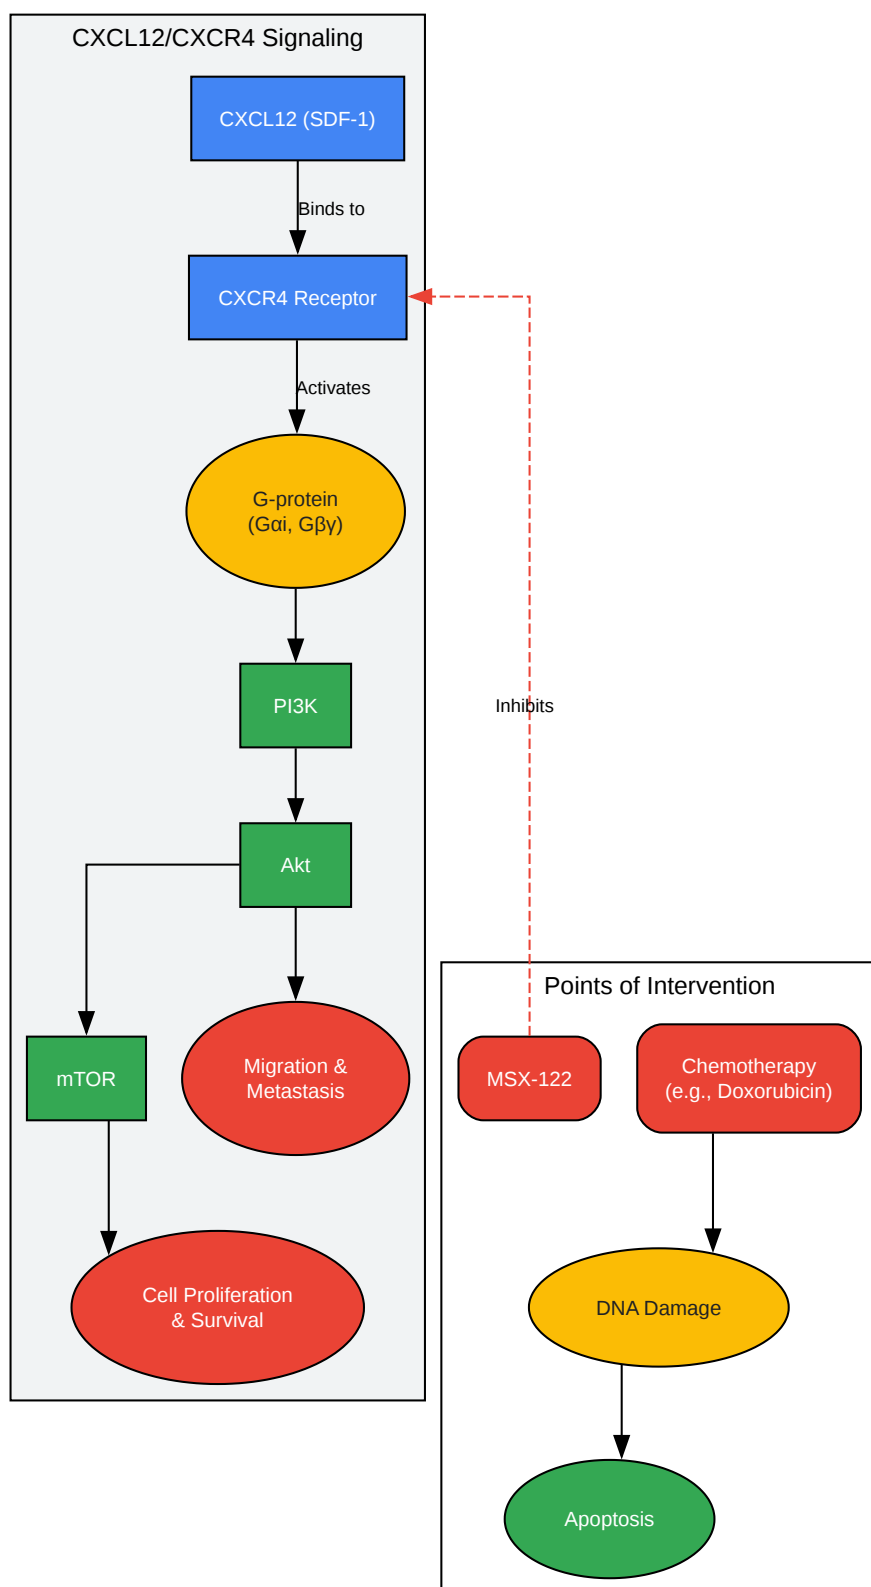 CXCL12/CXCR4 Signaling
CXCL12 (SDF-1)
Binds to
CXCR4 Receptor
Activates
G-protein
(Gαi, Gβγ)
PI3K
Inhibits
Akt
Points of Intervention
mTOR
Migration &
Metastasis
MSX-122
Chemotherapy
(e.g., Doxorubicin)
Cell Proliferation
& Survival
DNA Damage
Apoptosis